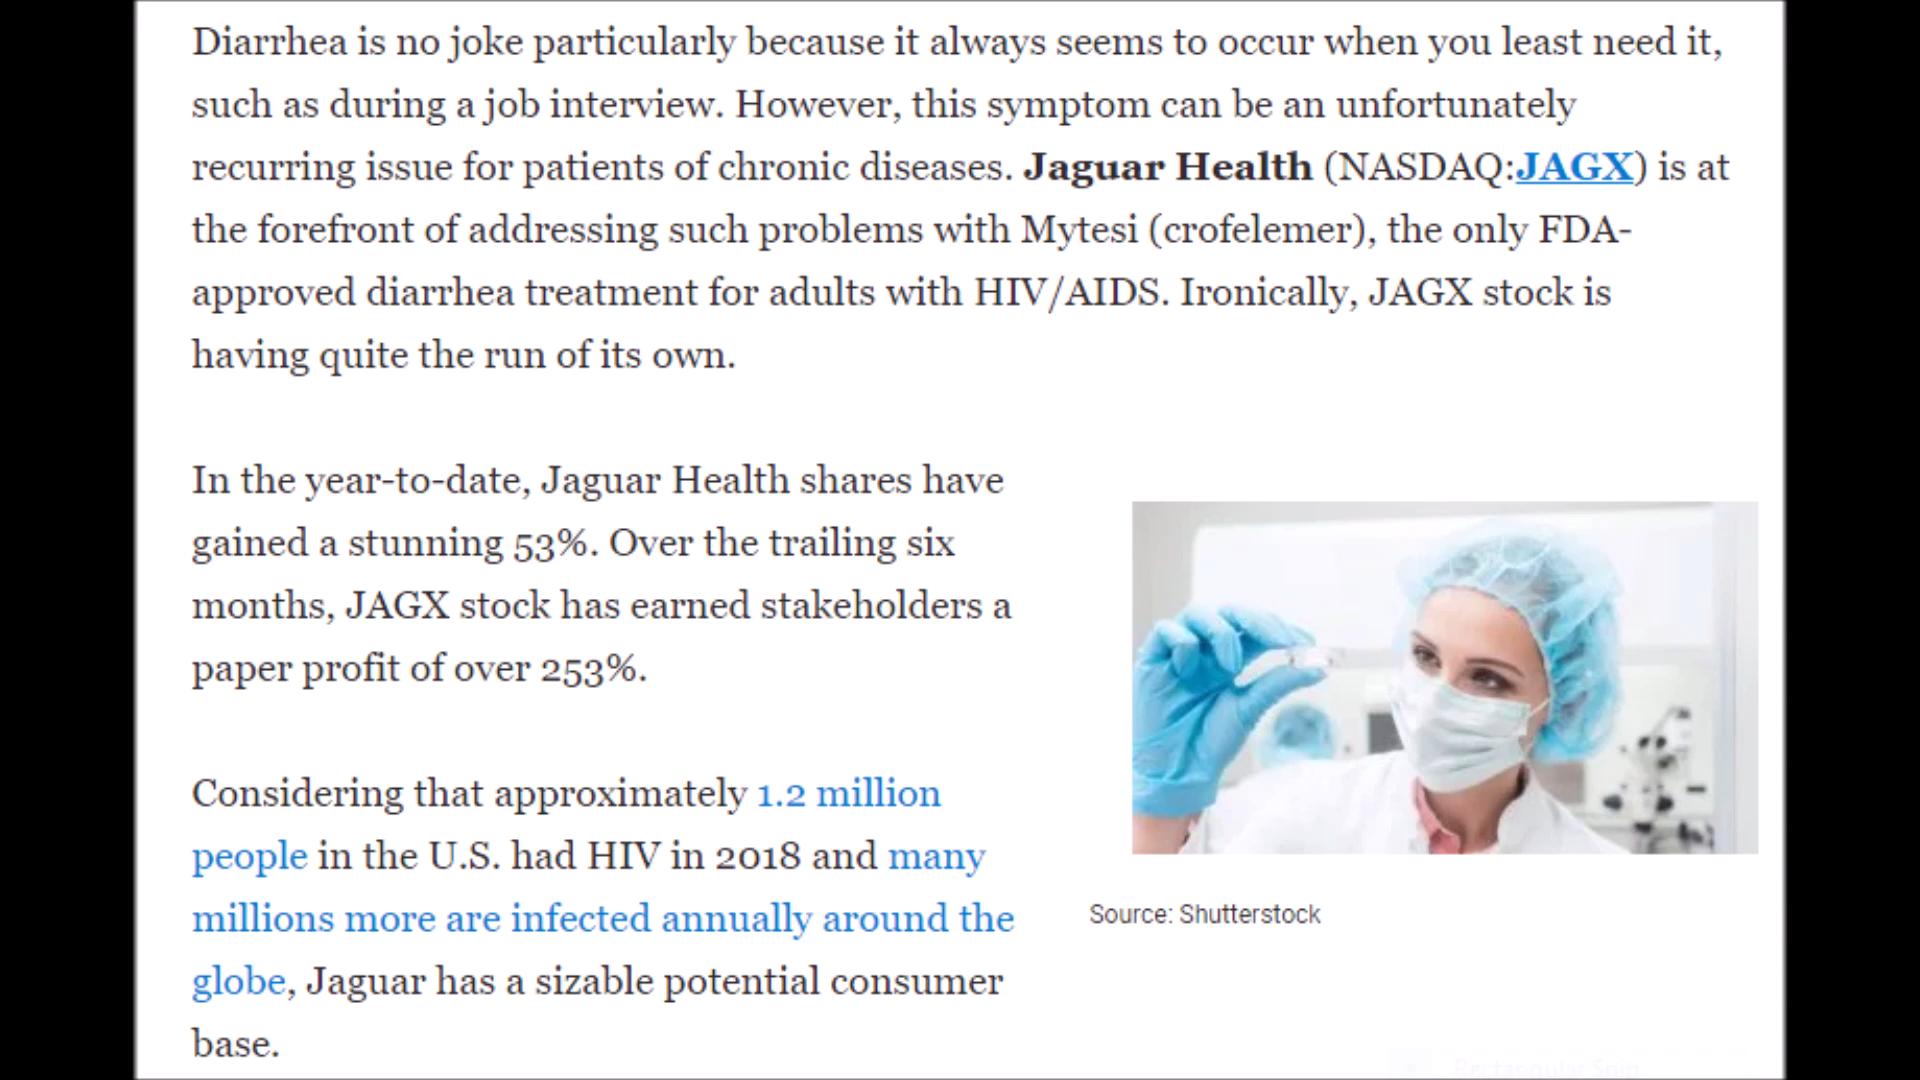 Diarrhea is no joke particularly because it always seems to occur when you least need it,
such as during a job interview. However, this symptom can be an unfortunately
recurring issue for patients of chronic diseases. Jaguar Health (NASDAQ:JAGX) is at
the forefront of addressing such problems with Mytesi (crofelemer), the only FDA-
approved diarrhea treatment for adults with HIV/AIDS. Ironically, JAGX stock is
having quite the run of its own.
In the year-to-date, Jaguar Health shares have
gained a stunning 53%. Over the trailing six
months, JAGX stock has earned stakeholders a
paper profit of over 253%.
Considering that approximately 1.2 million
people in the U.S. had HIV in 2018 and many
millions more are infected annually around the
globe, Jaguar has a sizable potential consumer
base.
Source: Shutterstock